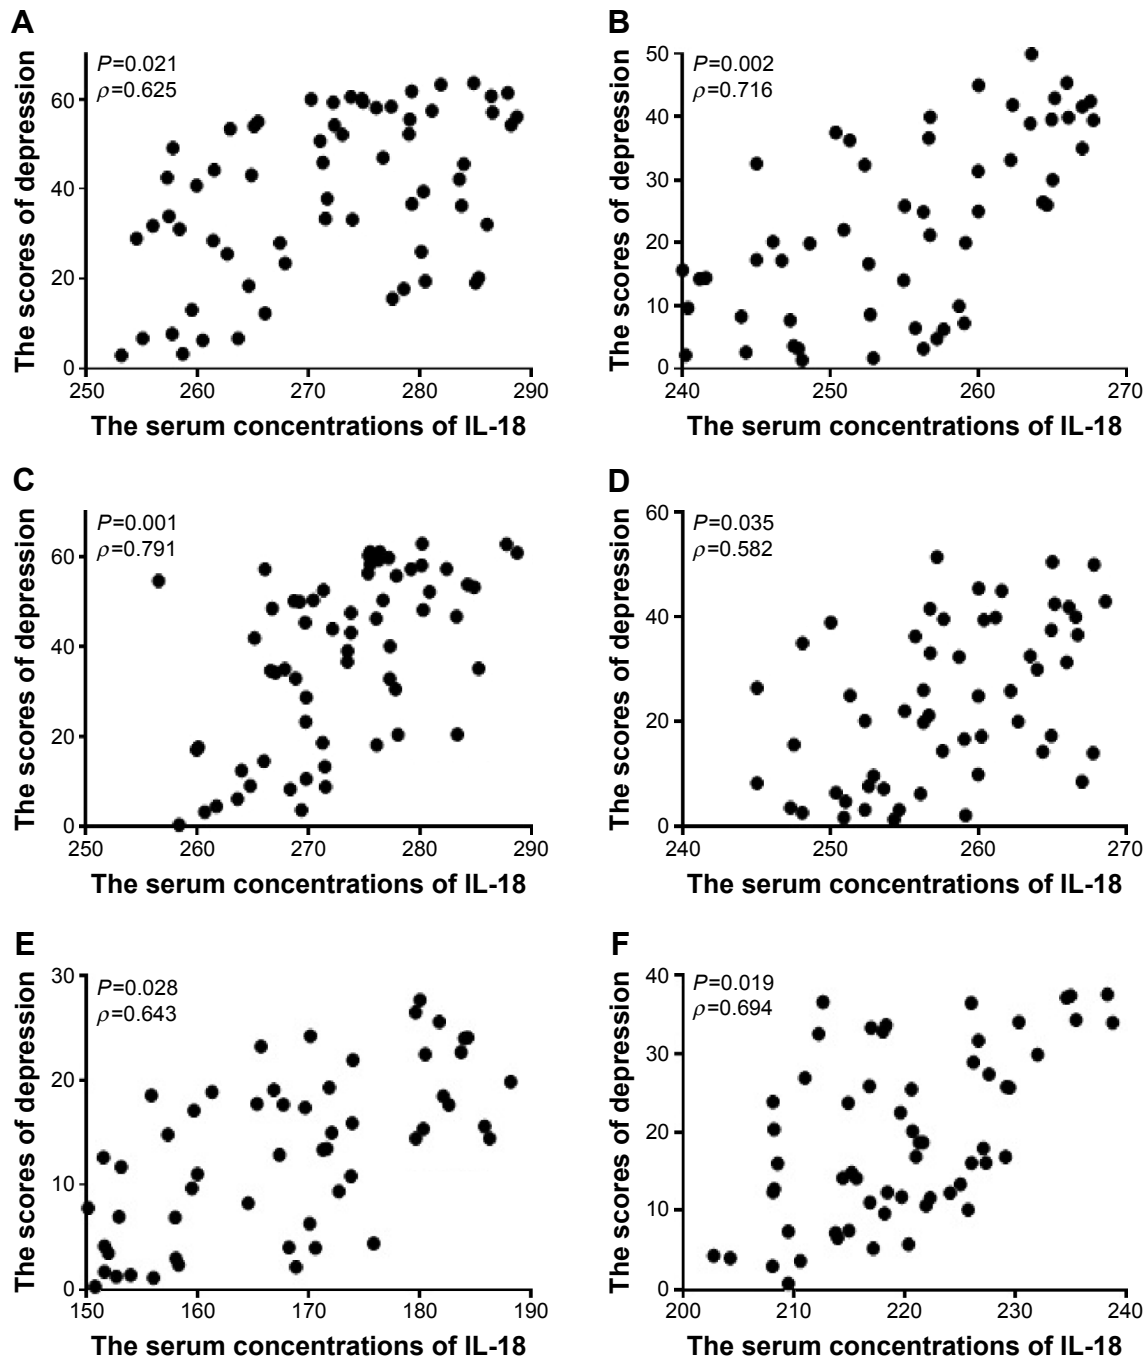 A
P=0.021
ρ=0.625
The scores of depression
60
40
20
0
250 260 270 280 290
The serum concentrations of IL-18
B
P=0.002
ρ=0.716
The scores of depression
50
40
30
20
10
0
240 250 260 270
The serum concentrations of IL-18
C
P=0.001
ρ=0.791
The scores of depression
60
40
20
0
250 260 270 280 290
The serum concentrations of IL-18
D
P=0.035
ρ=0.582
The scores of depression
60
40
20
0
240 250 260 270
The serum concentrations of IL-18
E
P=0.028
ρ=0.643
The scores of depression
30
20
10
0
150 160 170 180 190
The serum concentrations of IL-18
F
P=0.019
ρ=0.694
The scores of depression
40
30
20
10
0
200 210 220 230 240
The serum concentrations of IL-18